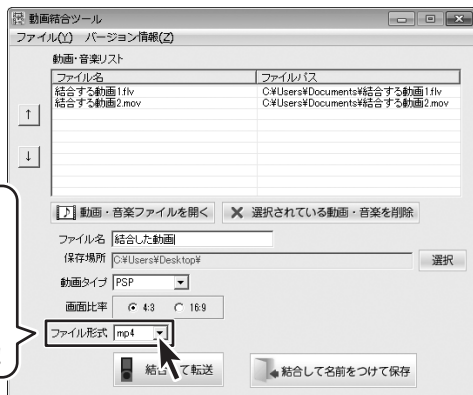 動画結合ツール
ファイル(Y) バージョン情報(Z)
動画・音楽リスト
ファイル名 ファイルパス
結合する動画1.flv C:¥Users¥Documents¥結合する動画1.flv
結合する動画2.mov C:¥Users¥Documents¥結合する動画2.mov
↑
↓
動画・音楽ファイルを開く 選択されている動画・音楽を削除
ファイル名 結合した動画
保存場所 C:¥Users¥Desktop¥ 選択
動画タイプ PSP
画面比率 4:3 16:9
ファイル形式 mp4
結合して転送 結合して名前をつけて保存